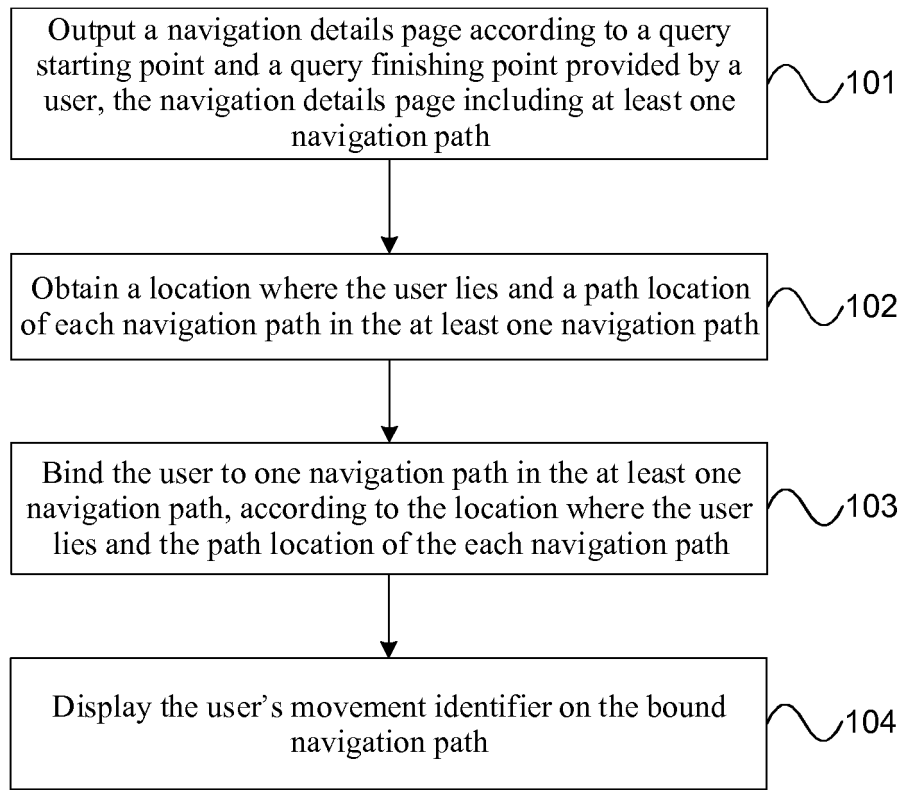 Output a navigation details page according to a query
starting point and a query finishing point provided by a
user, the navigation details page including at least one
navigation path
101
Obtain a location where the user lies and a path location
of each navigation path in the at least one navigation path
102
Bind the user to one navigation path in the at least one
navigation path, according to the location where the user
lies and the path location of the each navigation path
103
Display the user’s movement identifier on the bound
navigation path
104